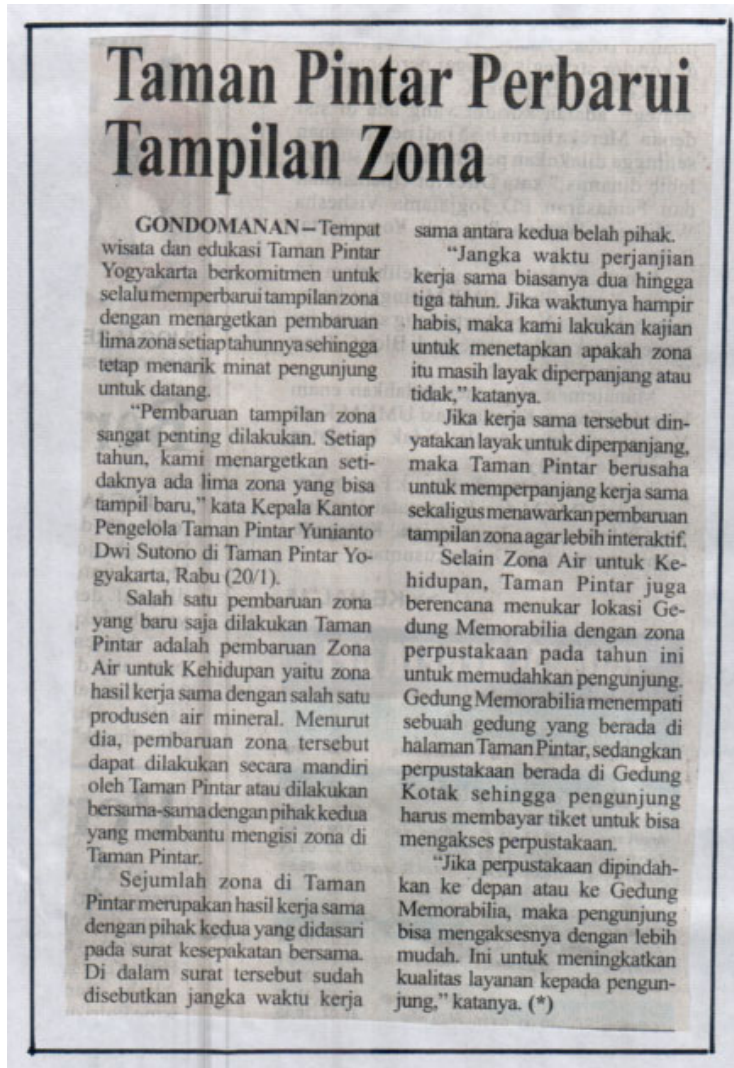 Taman Pintar Perbarui
Tampilan Zona
GONDOMANAN—Tempat
wisata dan edukasi Taman Pintar
Yogyakarta berkomitmen untuk
selalu memperbarui tampilan zona
dengan menargetkan pembaruan
lima zona setiap tahunnya sehingga
tetap menarik minat pengunjung
untuk datang.
"Pembaruan tampilan zona
sangat penting dilakukan. Setiap
tahun, kami menargetkan seti-
daknya ada lima zona yang bisa
tampil baru," kata Kepala Kantor
Pengelola Taman Pintar Yunianto
Dwi Sutono di Taman Pintar Yo-
gyakarta, Rabu (20/1).
Salah satu pembaruan zona
yang baru saja dilakukan Taman
Pintar adalah pembaruan Zona
Air untuk Kehidupan yaitu zona
hasil kerja sama dengan salah satu
produsen air mineral. Menurut
dia, pembaruan zona tersebut
dapat dilakukan secara mandiri
oleh Taman Pintar atau dilakukan
bersama-sama dengan pihak kedua
yang membantu mengisi zona di
Taman Pintar.
Sejumlah zona di Taman
Pintar merupakan hasil kerja sama
dengan pihak kedua yang didasari
pada surat kesepakatan bersama.
Di dalam surat tersebut sudah
disebutkan jangka waktu kerja
sama antara kedua belah pihak.
"Jangka waktu perjanjian
kerja sama biasanya dua hingga
tiga tahun. Jika waktunya hampir
habis, maka kami lakukan kajian
untuk menetapkan apakah zona
itu masih layak diperpanjang atau
tidak," katanya.
Jika kerja sama tersebut din-
yatakan layak untuk diperpanjang,
maka Taman Pintar berusaha
untuk memperpanjang kerja sama
sekaligus menawarkan pembaruan
tampilan zona agar lebih interaktif.
Selain Zona Air untuk Ke-
hidupan, Taman Pintar juga
berencana menukar lokasi Ge-
dung Memorabilia dengan zona
perpustakaan pada tahun ini
untuk memudahkan pengunjung.
Gedung Memorabilia menempati
sebuah gedung yang berada di
halaman Taman Pintar, sedangkan
perpustakaan berada di Gedung
Kotak sehingga pengunjung
harus membayar tiket untuk bisa
mengakses perpustakaan.
"Jika perpustakaan dipindah-
kan ke depan atau ke Gedung
Memorabilia, maka pengunjung
bisa mengaksesnya dengan lebih
mudah. Ini untuk meningkatkan
kualitas layanan kepada pengun-
jung," katanya. (*)